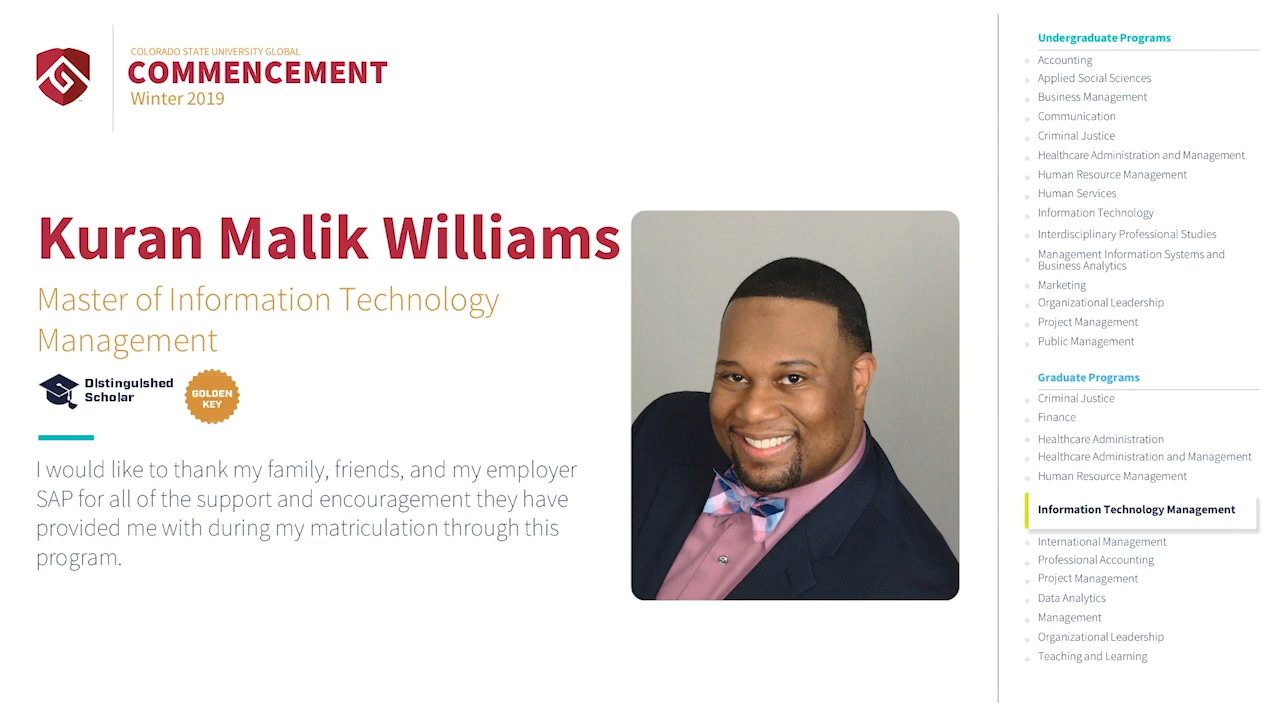 COLORADO STATE UNIVERSITY GLOBAL
COMMENCEMENT
Winter 2019
Kuran Malik Williams
Master of Information Technology
Management
Distinguished
Scholar
GOLDEN
KEY
I would like to thank my family, friends, and my employer
SAP for all of the support and encouragement they have
provided me with during my matriculation through this
program.
Undergraduate Programs
Accounting
Applied Social Sciences
Business Management
Communication
Criminal Justice
Healthcare Administration and Management
Human Resource Management
Human Services
Information Technology
Interdisciplinary Professional Studies
Management Information Systems and
Business Analytics
Marketing
Organizational Leadership
Project Management
Public Management
Graduate Programs
Criminal Justice
Finance
Healthcare Administration
Healthcare Administration and Management
Human Resource Management
Information Technology Management
International Management
Professional Accounting
Project Management
Data Analytics
Management
Organizational Leadership
Teaching and Learning